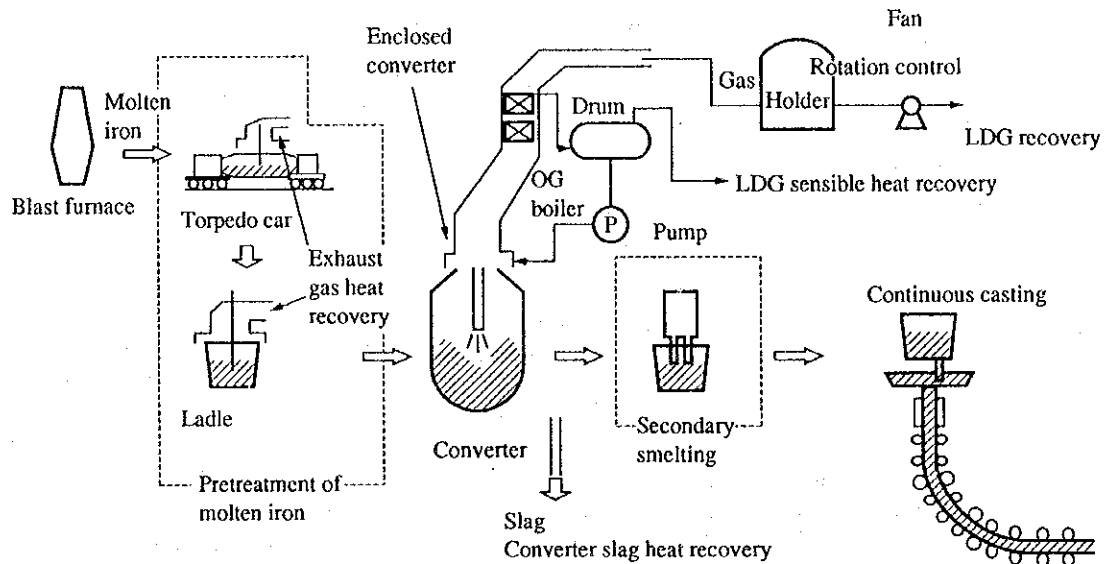 Blast furnace
Molten
iron
Torpedo car
Exhaust
gas heat
recovery
Ladle
Pretreatment of
molten iron
Enclosed
converter
Converter
OG
boiler
Drum
P
Pump
LDG sensible heat recovery
Gas
Holder
Fan
Rotation control
LDG recovery
Slag
Converter slag heat recovery
Secondary
smelting
Continuous casting